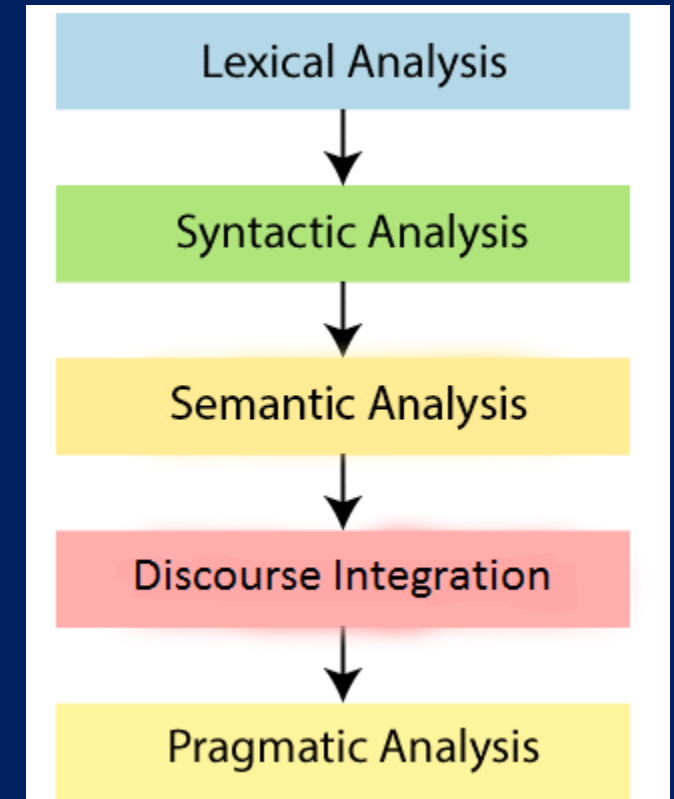 Lexical Analysis
Syntactic Analysis
Semantic Analysis
Discourse Integration
Pragmatic Analysis